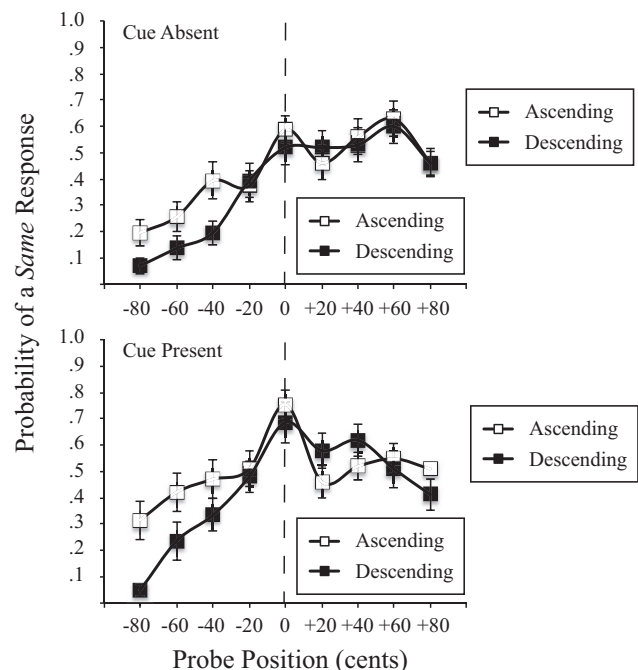 Probability of a Same Response
Cue Absent
1.0
.9
.8
.7
.6
.5
.4
.3
.2
.1
-80 -60 -40 -20 0 +20 +40 +60 +80
Ascending
Descending
Ascending
Descending
Cue Present
1.0
.9
.8
.7
.6
.5
.4
.3
.2
.1
-80 -60 -40 -20 0 +20 +40 +60 +80
Ascending
Descending
Ascending
Descending
Probe Position (cents)